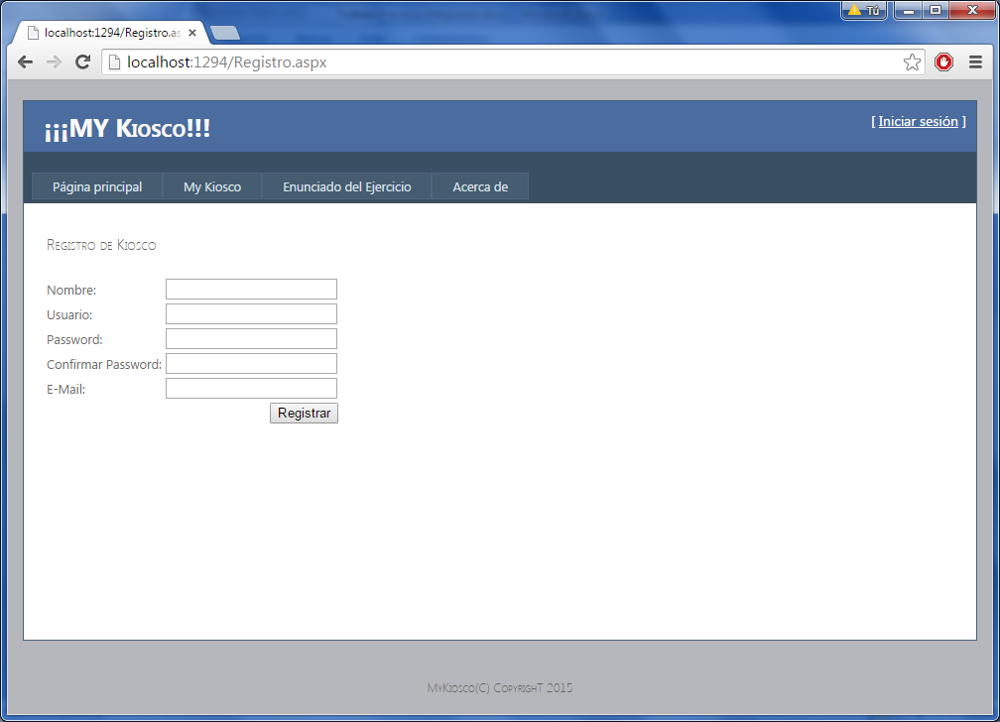 Tú
localhost:1294/Registro.as
localhost:1294/Registro.aspx
¡¡¡MY Kiosco!!!
[ Iniciar sesión ]
Página principal My Kiosco Enunciado del Ejercicio Acerca de
Registro de Kiosco
Nombre:
Usuario:
Password:
Confirmar Password:
E-Mail:
Registrar
MyKiosco(C) CopyrighT 2015